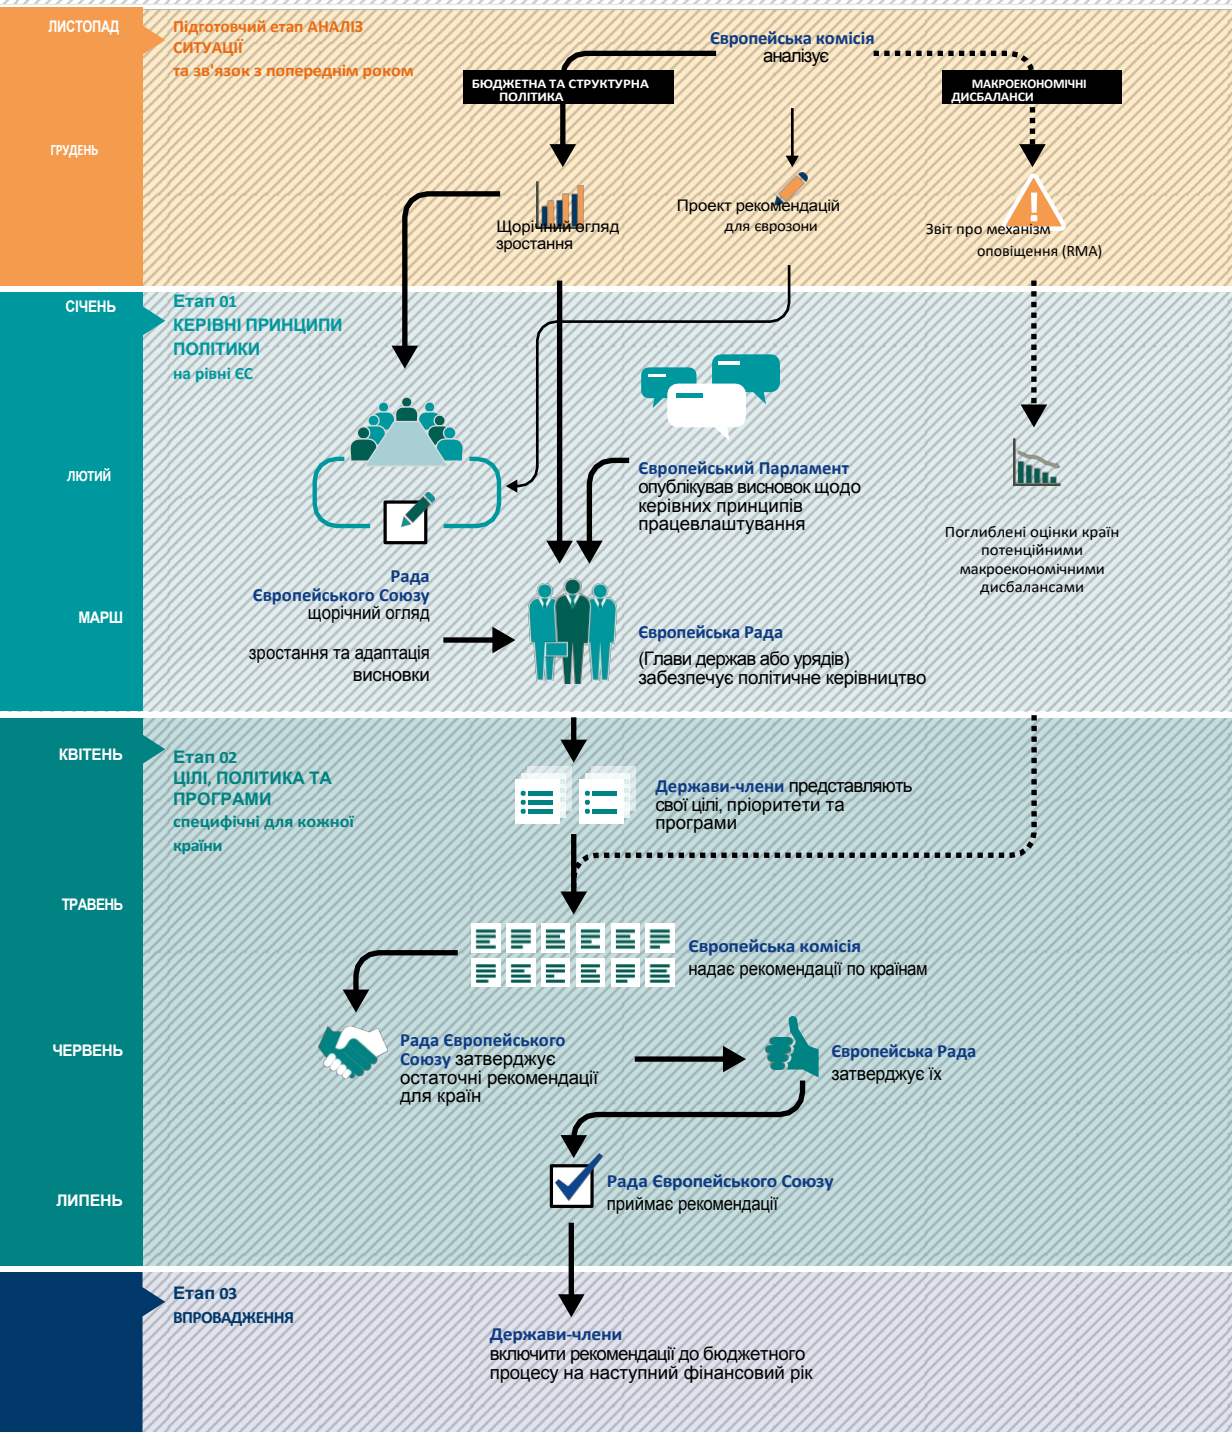 ЛИСТОПАД
Підготовчий етап АНАЛІЗ
СИТУАЦІЇ
та зв'язок з попереднім роком
Європейська комісія
аналізує
БЮДЖЕТНА ТА СТРУКТУРНА
ПОЛІТИКА
МАКРОЕКОНОМІЧНІ
ДИСБАЛАНСИ
ГРУДЕНЬ
Щорічний огляд
зростання
Проект рекомендацій
для єврозони
Звіт про механізм
оповіщення (RMA)
СІЧЕНЬ
Етап 01
КЕРІВНІ ПРИНЦИПИ
ПОЛІТИКИ
на рівні ЄС
ЛЮТИЙ
Європейський Парламент
опублікував висновок щодо
керівних принципів
працевлаштування
Поглиблені оцінки країн
потенційними
макроекономічними
дисбалансами
МАРШ
Рада
Європейського Союзу
щорічний огляд
зростання та адаптація
висновки
Європейська Рада
(Глави держав або урядів)
забезпечує політичне керівництво
КВІТЕНЬ
Етап 02
ЦІЛІ, ПОЛІТИКА ТА
ПРОГРАМИ
специфічні для кожної
країни
Держави-члени представляють
свої цілі, пріоритети та
програми
ТРАВЕНЬ
Європейська комісія
надає рекомендації по країнам
ЧЕРВЕНЬ
Рада Європейського
Союзу затверджує
остаточні рекомендації
для країн
Європейська Рада
затверджує їх
ЛИПЕНЬ
Рада Європейського Союзу
приймає рекомендації
Етап 03
ВПРОВАДЖЕННЯ
Держави-члени
включити рекомендації до бюджетного
процесу на наступний фінансовий рік